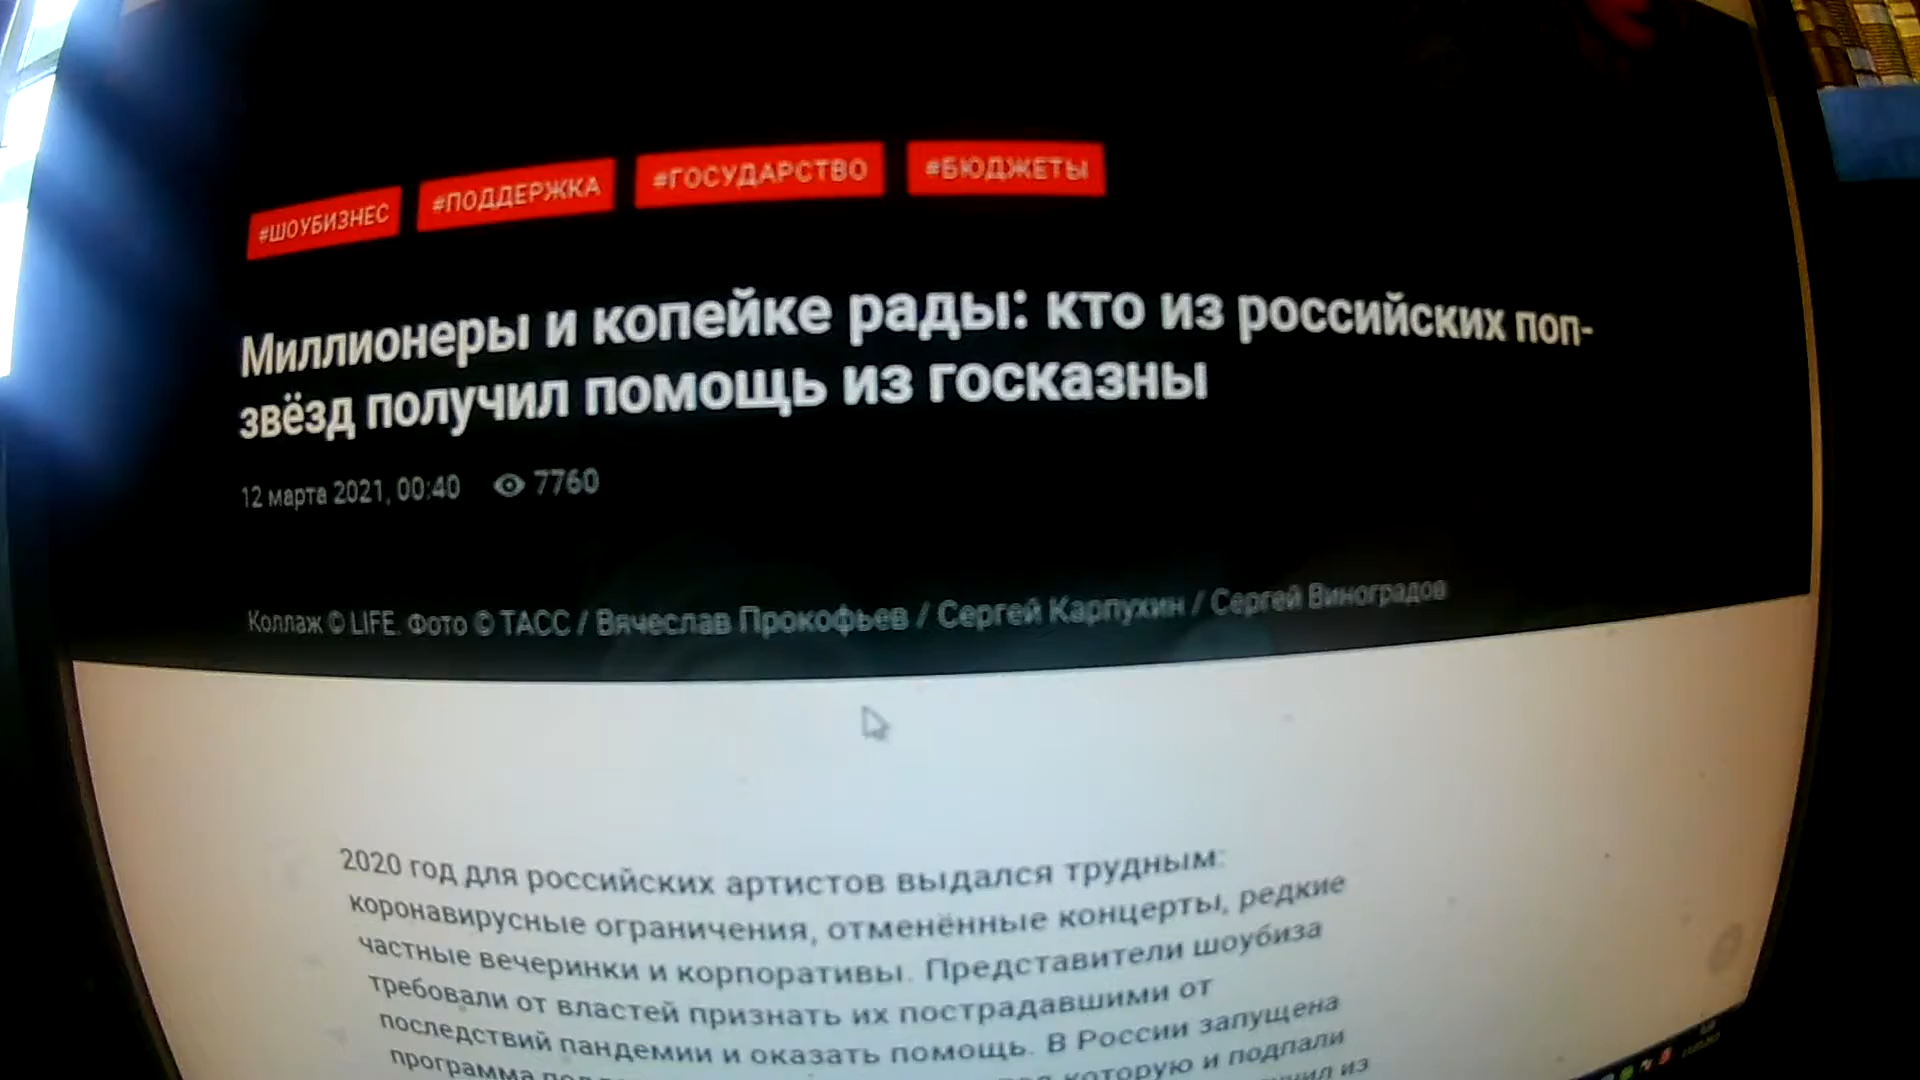 #ШОУБИЗНЕС #ПОДДЕРЖКА #ГОСУДАРСТВО #БЮДЖЕТЫ
Миллионеры и копейке рады: кто из российских поп-
звёзд получил помощь из госказны
12 марта 2021, 00:40 7760
Коллаж © LIFE. Фото © ТАСС / Вячеслав Прокофьев / Сергей Карпухин / Сергей Виноградов
2020 год для российских артистов выдался трудным:
коронавирусные ограничения, отменённые концерты, редкие
частные вечеринки и корпоративы. Представители шоубиза
требовали от властей признать их пострадавшими от
последствий пандемии и оказать помощь. В России запущена
программа которую и подпали
из